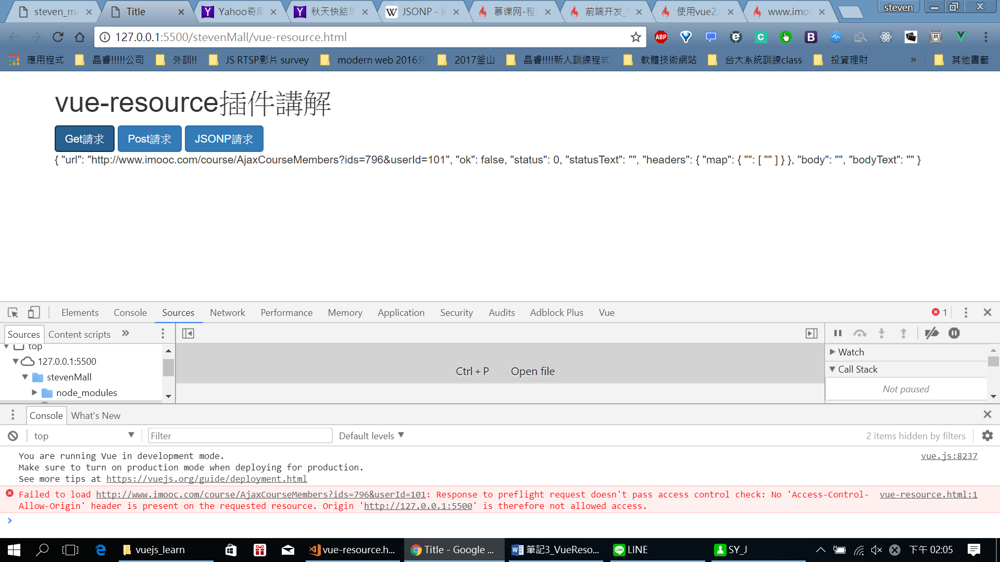 steven_ma
Title
Yahoo奇摩
秋天快結束
JSONP - 維
慕课网-程
前端开发_V
使用vue2.
www.imoo
steven
127.0.0.1:5500/stevenMall/vue-resource.html
應用程式
晶睿!!!!!公司
外訓!!
JS RTSP影片 survey
modern web 2016外
2017釜山
晶睿!!!!新人訓練程式
軟體技術網站
台大系統訓練class
投資理財
»
其他書籤
vue-resource插件講解
Get請求
Post請求
JSONP請求
{ "url": "http://www.imooc.com/course/AjaxCourseMembers?ids=796&userId=101", "ok": false, "status": 0, "statusText": "", "headers": { "map": { "": [ "" ] } }, "body": "", "bodyText": "" }
Elements
Console
Sources
Network
Performance
Memory
Application
Security
Audits
Adblock Plus
Vue
1
Sources
Content scripts
»
top
127.0.0.1:5500
stevenMall
node_modules
Ctrl + P
Open file
Watch
Call Stack
Not paused
Console
What's New
top
Filter
Default levels
2 items hidden by filters
You are running Vue in development mode.
vue.js:8237
Make sure to turn on production mode when deploying for production.
See more tips at https://vuejs.org/guide/deployment.html
Failed to load http://www.imooc.com/course/AjaxCourseMembers?ids=796&userId=101: Response to preflight request doesn't pass access control check: No 'Access-Control-
vue-resource.html:1
Allow-Origin' header is present on the requested resource. Origin 'http://127.0.0.1:5500' is therefore not allowed access.
vuejs_learn
vue-resource.h...
Title - Google ...
筆記3_VueReso...
LINE
SY_J
下午 02:05